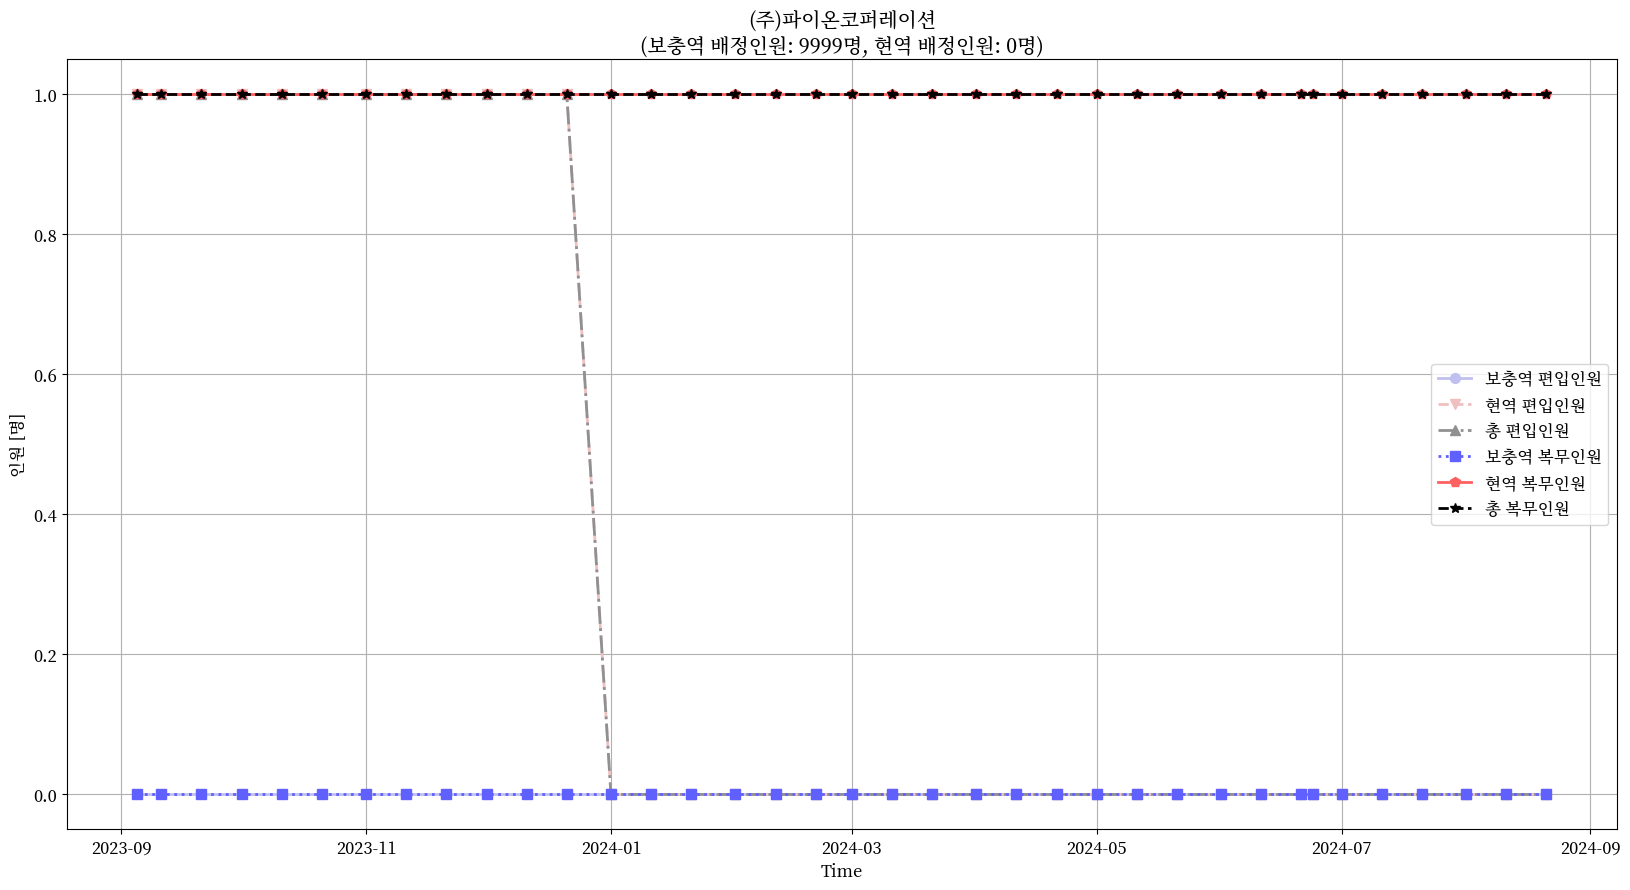 (주)파이온코퍼레이션
(보충역 배정인원: 9999명, 현역 배정인원: 0명)
인원 [명]
1.0
0.8
0.6
0.4
0.2
0.0
보충역 편입인원
현역 편입인원
총 편입인원
보충역 복무인원
현역 복무인원
총 복무인원
2023-09
2023-11
2024-01
2024-03
2024-05
2024-07
2024-09
Time